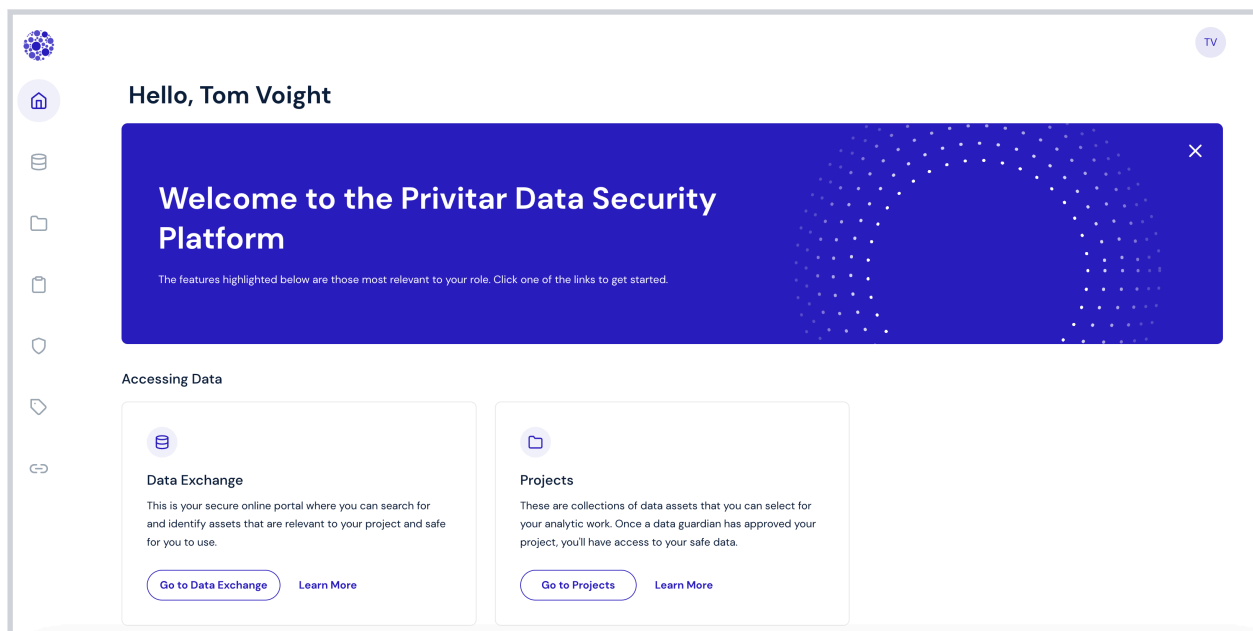 TV
Hello, Tom Voight
Welcome to the Privitar Data Security
Platform
The features highlighted below are those most relevant to your role. Click one of the links to get started.
Accessing Data
Data Exchange
This is your secure online portal where you can search for
and identify assets that are relevant to your project and safe
for you to use.
Go to Data Exchange
Learn More
Projects
These are collections of data assets that you can select for
your analytic work. Once a data guardian has approved your
project, you'll have access to your safe data.
Go to Projects
Learn More